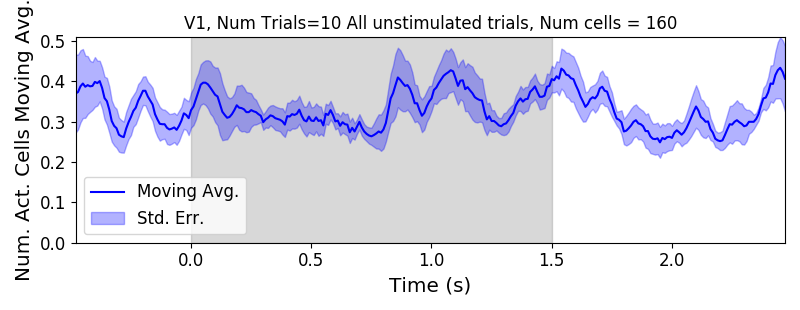 V1, Num Trials=10 All unstimulated trials, Num cells = 160
Num. Act. Cells Moving Avg.
0.5
0.4
0.3
0.2
0.1
0.0
Moving Avg.
Std. Err.
0.0 0.5 1.0 1.5 2.0
Time (s)